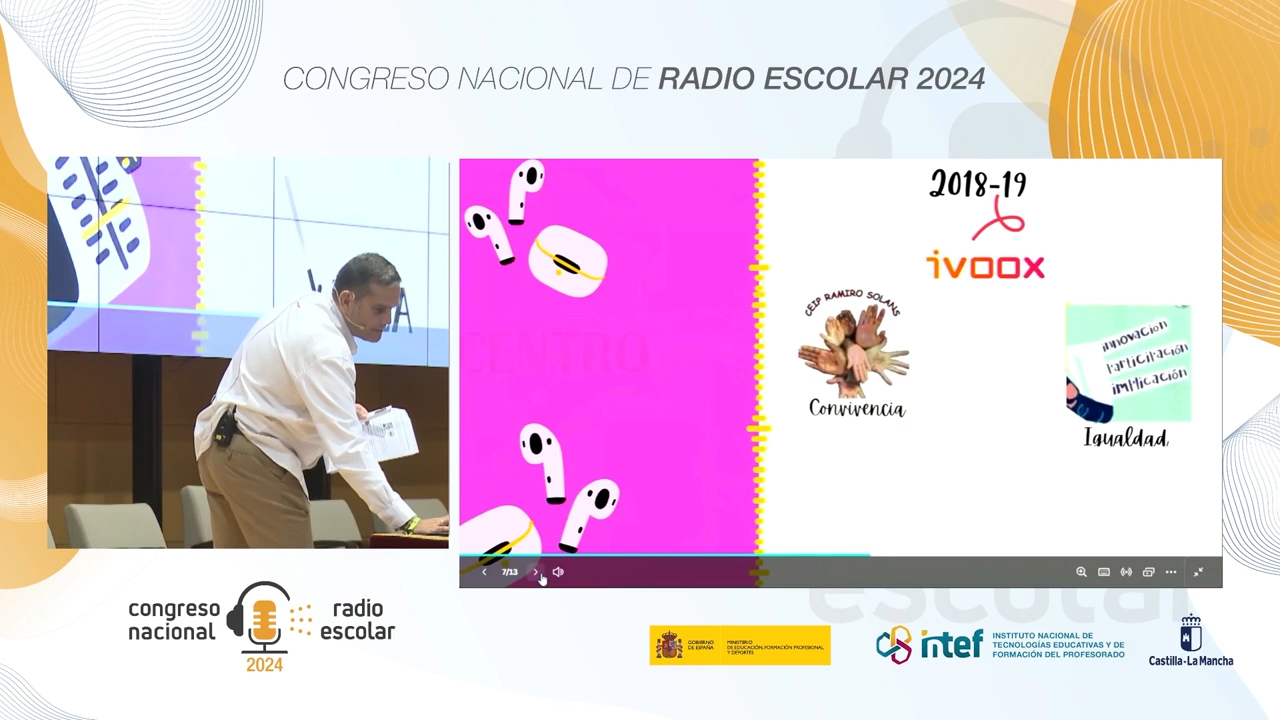 CONGRESO NACIONAL DE RADIO ESCOLAR 2024
2018-19
ivoox
CEIP RAMIRO SOLANS
Convivencia
innovación
Participación
implicación
Igualdad
CENTRO
7/13
congreso
nacional
radio
escolar
2024
GOBIERNO
DE ESPAÑA
MINISTERIO
DE EDUCACIÓN, FORMACIÓN PROFESIONAL
Y DEPORTES
intef
INSTITUTO NACIONAL DE
TECNOLOGÍAS EDUCATIVAS Y DE
FORMACIÓN DEL PROFESORADO
Castilla-La Mancha
escolar